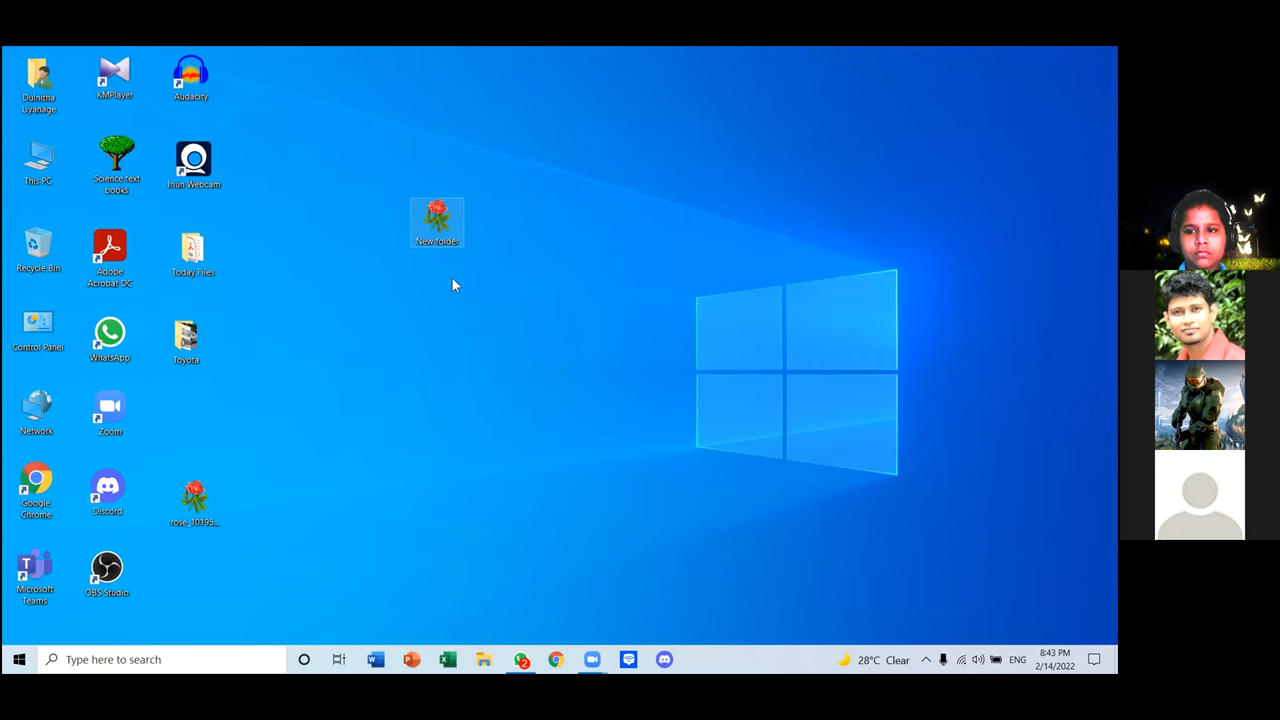 Dulnitha
Liyanage
KMPlayer
Audacity
This PC
Science text
books
Iriun Webcam
New folder
Recycle Bin
Adobe
Acrobat DC
Today Files
Control Panel
WhatsApp
Toyota
Network
Zoom
Google
Chrome
Discord
rose_10195...
Microsoft
Teams
OBS Studio
Type here to search
2
28°C Clear
ENG
8:43 PM
2/14/2022